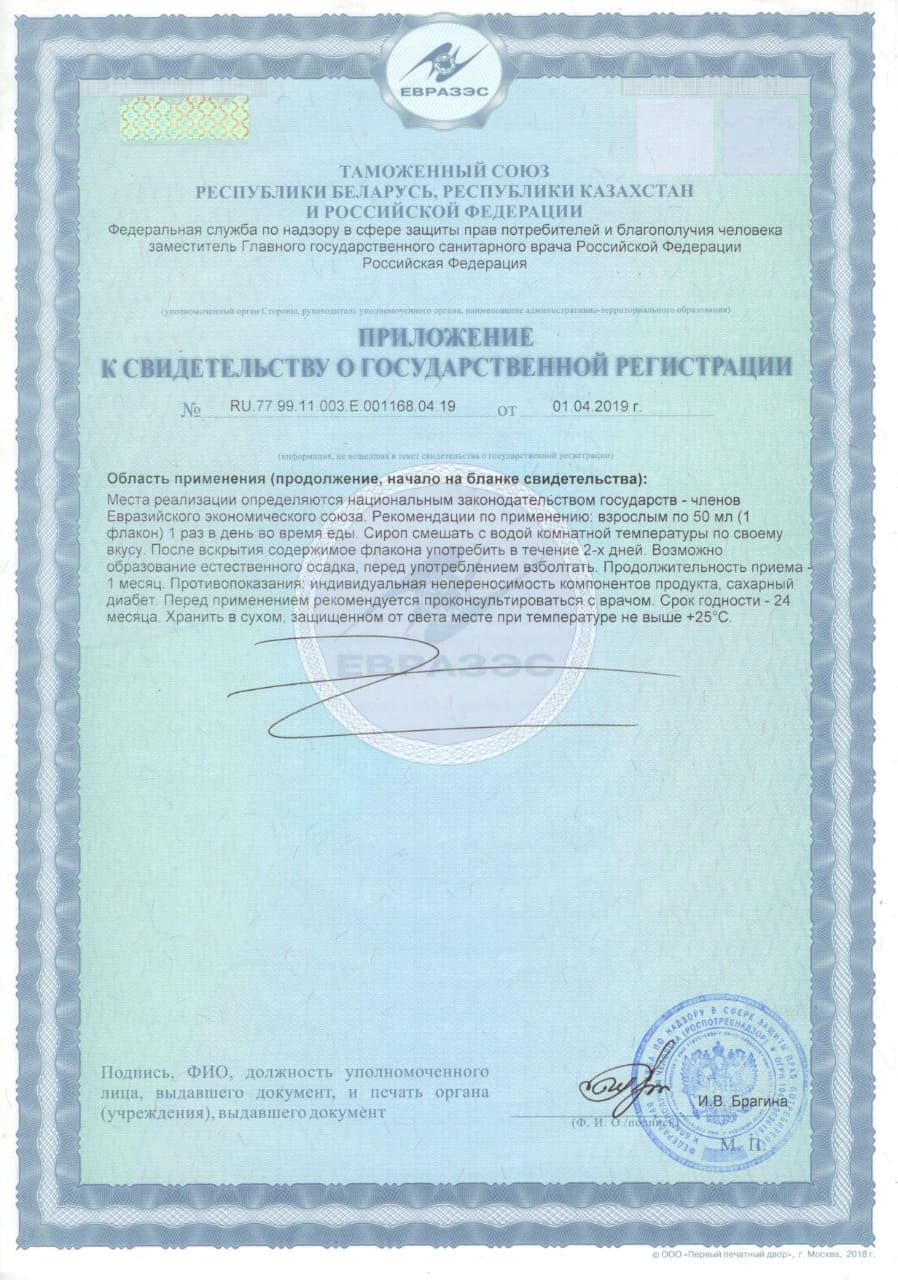 ЕВРАЗЭС
ТАМОЖЕННЫЙ СОЮЗ
РЕСПУБЛИКИ БЕЛАРУСЬ, РЕСПУБЛИКИ КАЗАХСТАН
И РОССИЙСКОЙ ФЕДЕРАЦИИ
Федеральная служба по надзору в сфере защиты прав потребителей и благополучия человека
заместитель Главного государственного санитарного врача Российской Федерации
Российская Федерация
(уполномоченный орган Стороны, руководитель уполномоченного органа, наименование административно-территориального образования)
ПРИЛОЖЕНИЕ
К СВИДЕТЕЛЬСТВУ О ГОСУДАРСТВЕННОЙ РЕГИСТРАЦИИ
№ RU.77.99.11.003.E.001168.04.19 от 01.04.2019 г.
(информация, не вошедшая в текст свидетельства о государственной регистрации)
Область применения (продолжение, начало на бланке свидетельства):
Места реализации определяются национальным законодательством государств - членов
Евразийского экономического союза. Рекомендации по применению: взрослым по 50 мл (1
флакон) 1 раз в день во время еды. Сироп смешать с водой комнатной температуры по своему
вкусу. После вскрытия содержимое флакона употребить в течение 2-х дней. Возможно
образование естественного осадка, перед употреблением взболтать. Продолжительность приема -
1 месяц. Противопоказания: индивидуальная непереносимость компонентов продукта, сахарный
диабет. Перед применением рекомендуется проконсультироваться с врачом. Срок годности - 24
месяца. Хранить в сухом, защищенном от света месте при температуре не выше +25°С.
ЕВРАЗЭС
Подпись, ФИО, должность уполномоченного
лица, выдавшего документ, и печать органа
(учреждения), выдавшего документ
И.В. Брагина
(Ф. И. О./подпись)
М. П.
© ООО «Первый печатный двор», г. Москва, 2018 г.